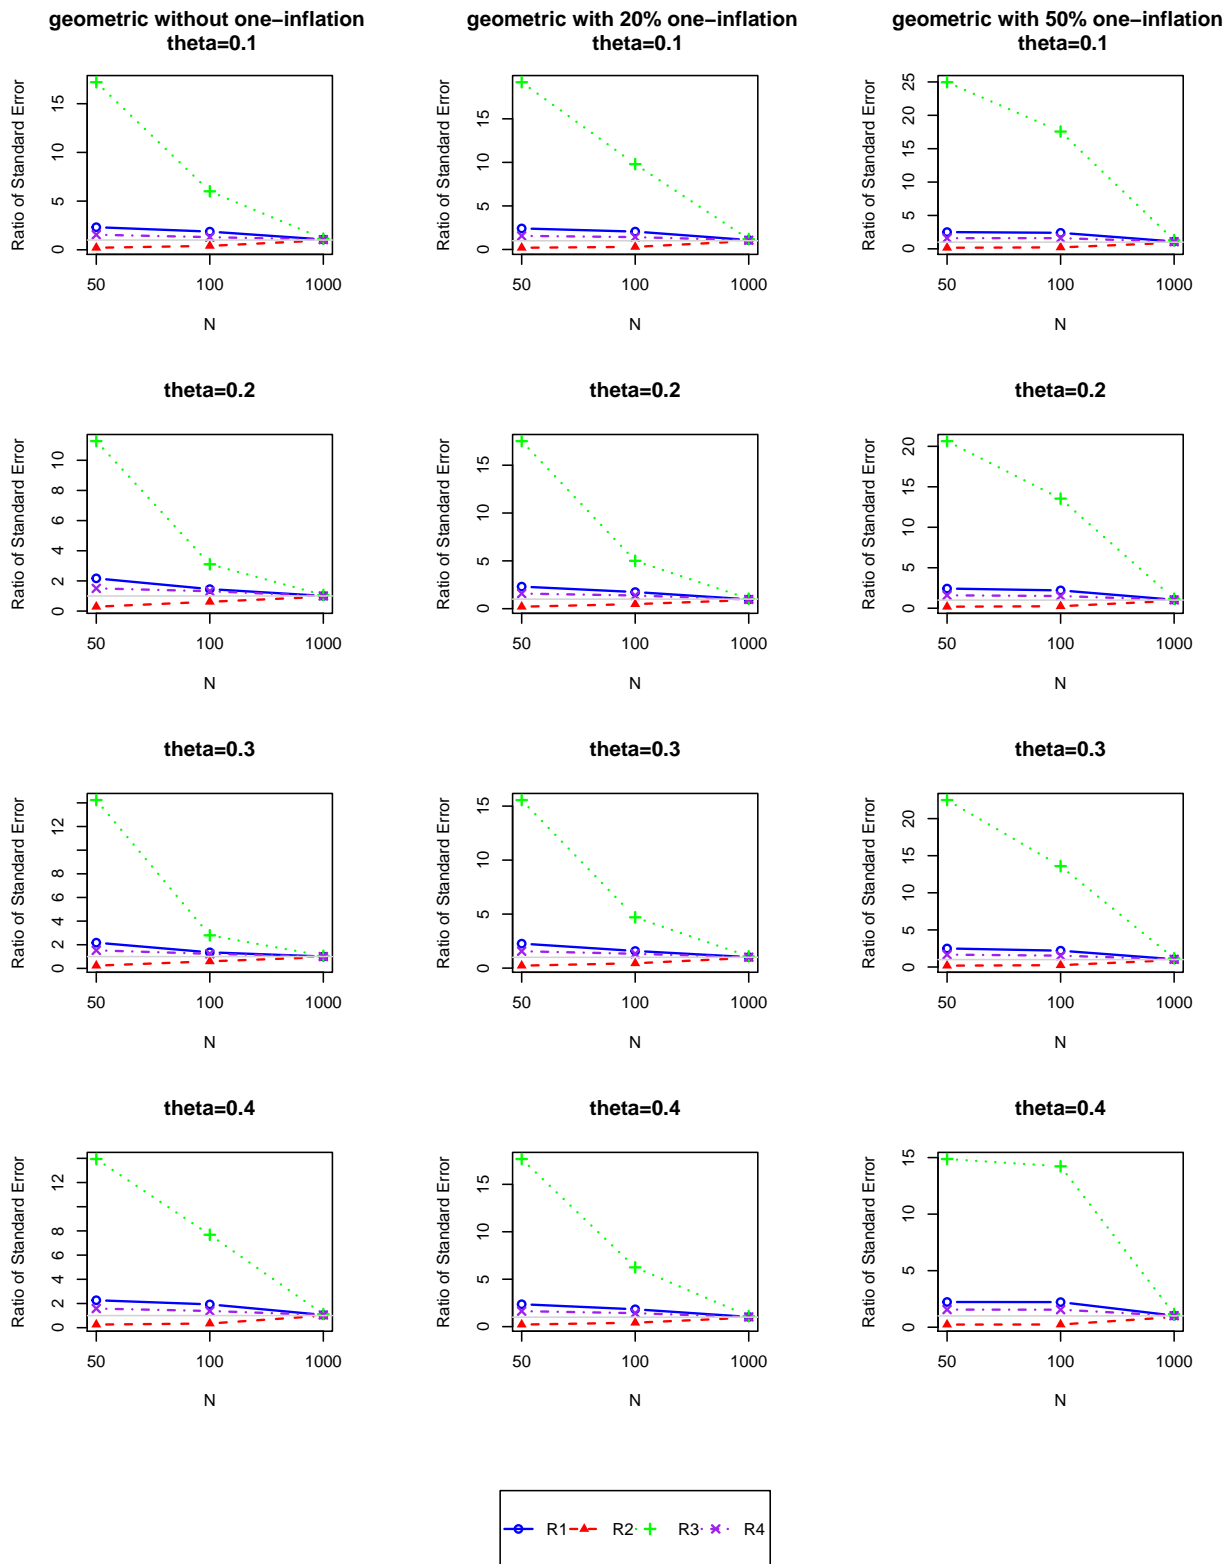 geometric without one−inflation
theta=0.1
Ratio of Standard Error
0 5 10 15
50 100 1000
N
geometric with 20% one−inflation
theta=0.1
Ratio of Standard Error
0 5 10 15
50 100 1000
N
geometric with 50% one−inflation
theta=0.1
Ratio of Standard Error
0 5 10 15 20 25
50 100 1000
N
theta=0.2
Ratio of Standard Error
0 2 4 6 8 10
50 100 1000
N
theta=0.2
Ratio of Standard Error
0 5 10 15
50 100 1000
N
theta=0.2
Ratio of Standard Error
0 5 10 15 20
50 100 1000
N
theta=0.3
Ratio of Standard Error
0 2 4 6 8 12
50 100 1000
N
theta=0.3
Ratio of Standard Error
0 5 10 15
50 100 1000
N
theta=0.3
Ratio of Standard Error
0 5 10 15 20
50 100 1000
N
theta=0.4
Ratio of Standard Error
0 2 4 6 8 12
50 100 1000
N
theta=0.4
Ratio of Standard Error
0 5 10 15
50 100 1000
N
theta=0.4
Ratio of Standard Error
0 5 10 15
50 100 1000
N
R1 R2 R3 R4